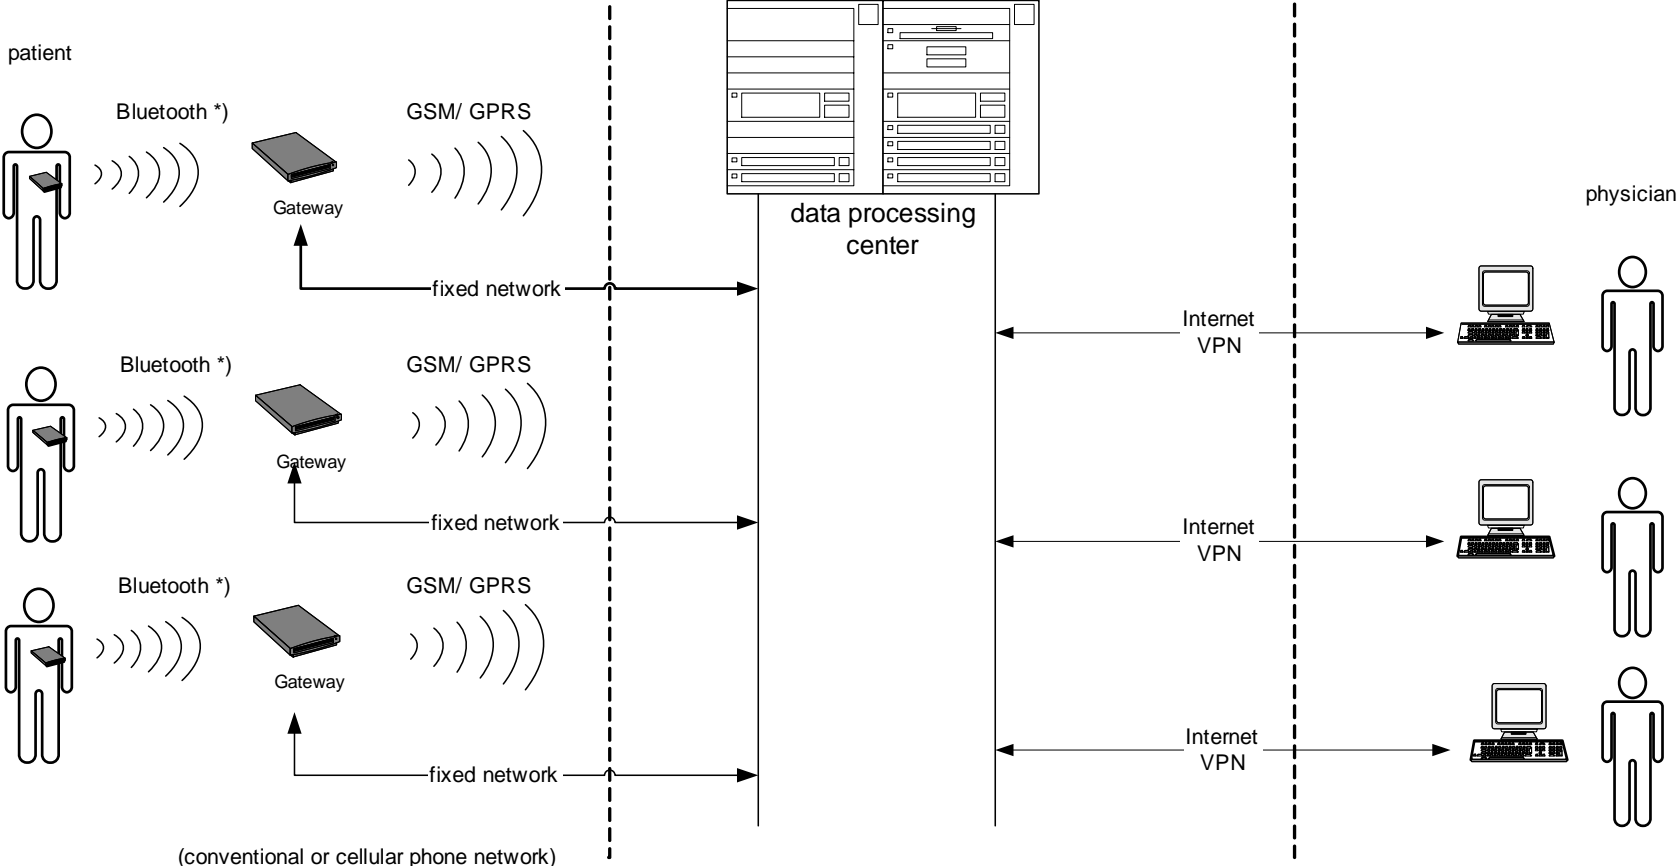 patient
Bluetooth *)
GSM/ GPRS
Gateway
fixed network
data processing
center
physician
Internet
VPN
Bluetooth *)
GSM/ GPRS
Gateway
fixed network
Internet
VPN
Bluetooth *)
GSM/ GPRS
Gateway
fixed network
Internet
VPN
(conventional or cellular phone network)